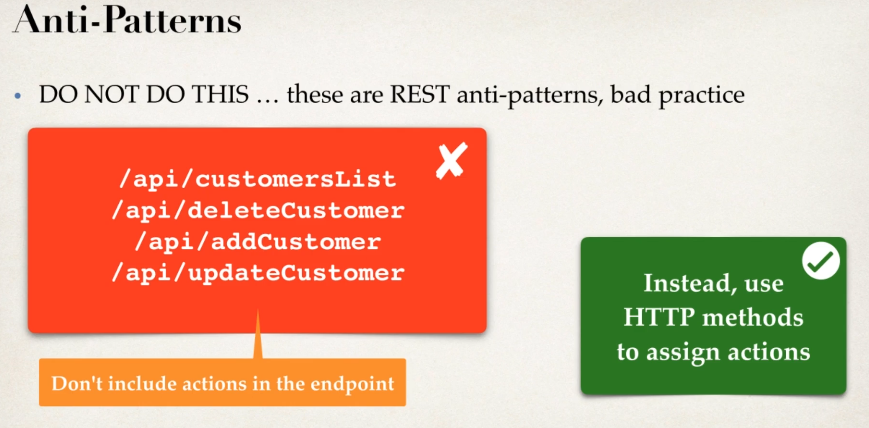 Anti-Patterns
• DO NOT DO THIS … these are REST anti-patterns, bad practice
/api/customersList
/api/deleteCustomer
/api/addCustomer
/api/updateCustomer
Don't include actions in the endpoint
Instead, use
HTTP methods
to assign actions